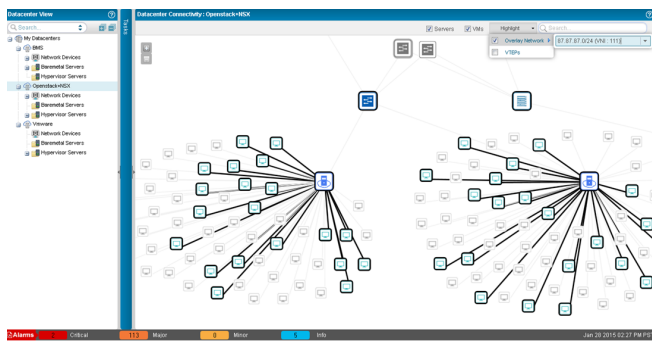 Datacenter View
Search...
My Datacenters
BMS
Network Devices
Baremetal Servers
Hypervisor Servers
Openstack+NSX
Network Devices
Baremetal Servers
Hypervisor Servers
Vmware
Network Devices
Baremetal Servers
Hypervisor Servers
Tasks
Datacenter Connectivity : Openstack+NSX
Servers
VMs
Highlight
Search...
Overlay Network
87.87.87.0/24 (VNI : 111)
VTEPs
Alarms
Critical
113 Major
0 Minor
5 Info
Jan 28 2015 02:27 PM PST